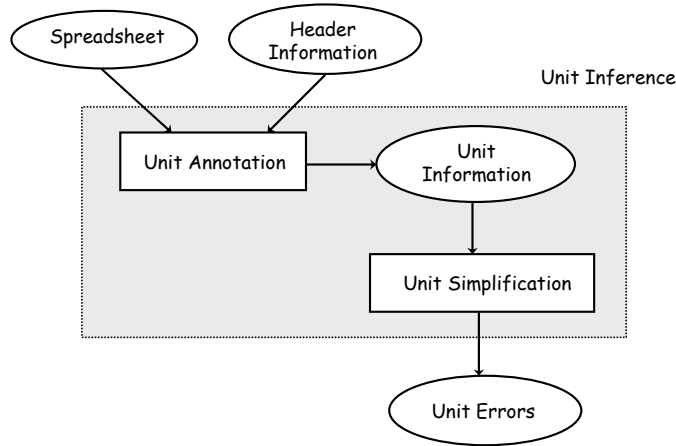 Spreadsheet
Header
Information
Unit Inference
Unit Annotation
Unit
Information
Unit Simplification
Unit Errors